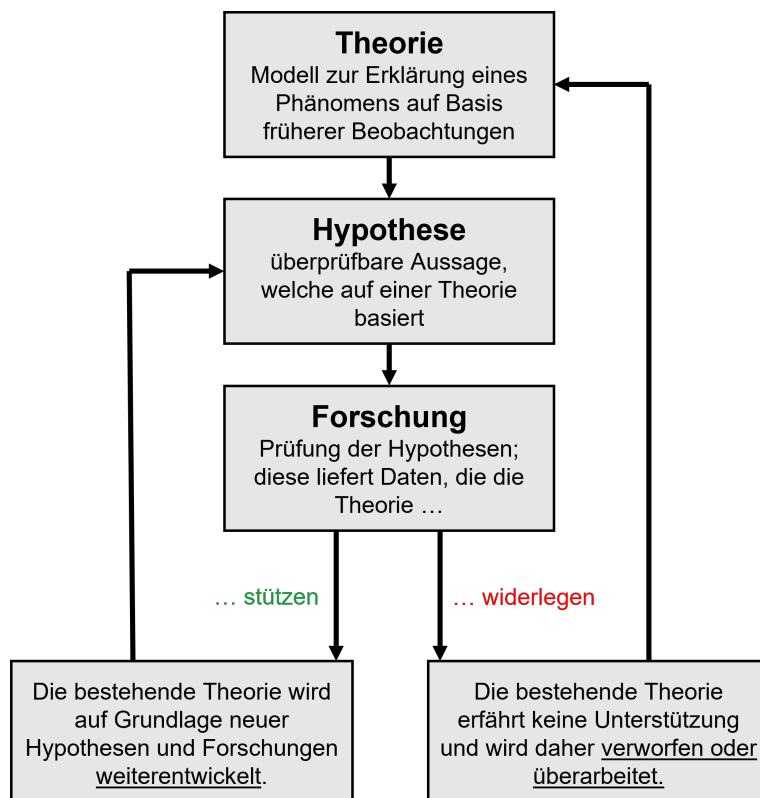 Theorie
Modell zur Erklärung eines
Phänomens auf Basis
früherer Beobachtungen
Hypothese
überprüfbare Aussage,
welche auf einer Theorie
basiert
Forschung
Prüfung der Hypothesen;
diese liefert Daten, die die
Theorie …
… stützen
… widerlegen
Die bestehende Theorie wird
auf Grundlage neuer
Hypothesen und Forschungen
weiterentwickelt.
Die bestehende Theorie
erfährt keine Unterstützung
und wird daher verworfen oder
überarbeitet.